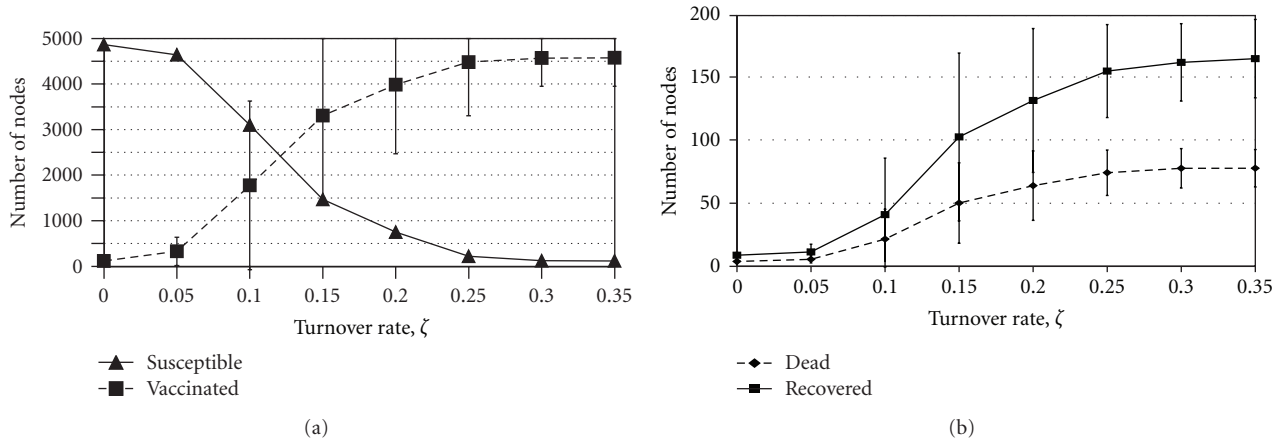 Number of nodes
5000
4000
3000
2000
1000
0
0 0.05 0.1 0.15 0.2 0.25 0.3 0.35
Turnover rate, ζ
Susceptible
Vaccinated
(a)
Number of nodes
200
150
100
50
0
0 0.05 0.1 0.15 0.2 0.25 0.3 0.35
Turnover rate, ζ
Dead
Recovered
(b)